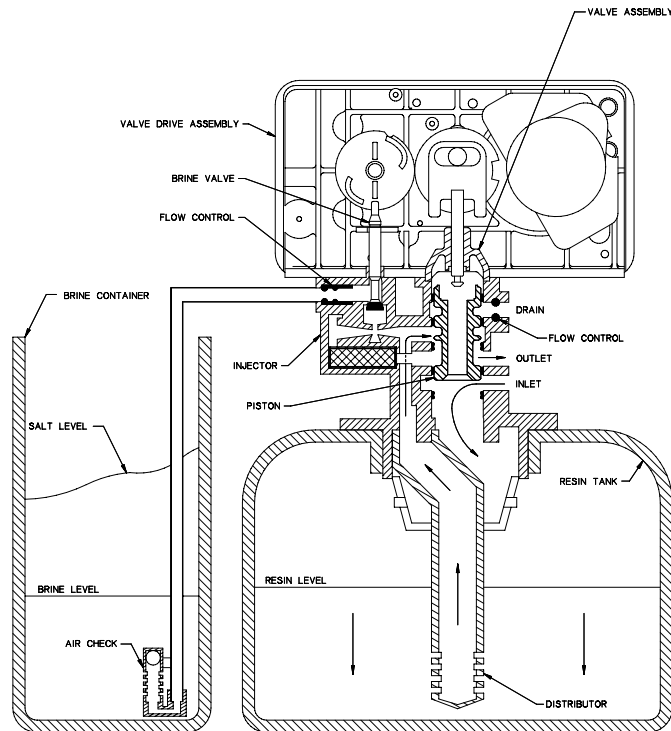 VALVE ASSEMBLY
VALVE DRIVE ASSEMBLY
BRINE VALVE
FLOW CONTROL
BRINE CONTAINER
DRAIN
FLOW CONTROL
INJECTOR
OUTLET
INLET
PISTON
SALT LEVEL
RESIN TANK
RESIN LEVEL
BRINE LEVEL
AIR CHECK
DISTRIBUTOR